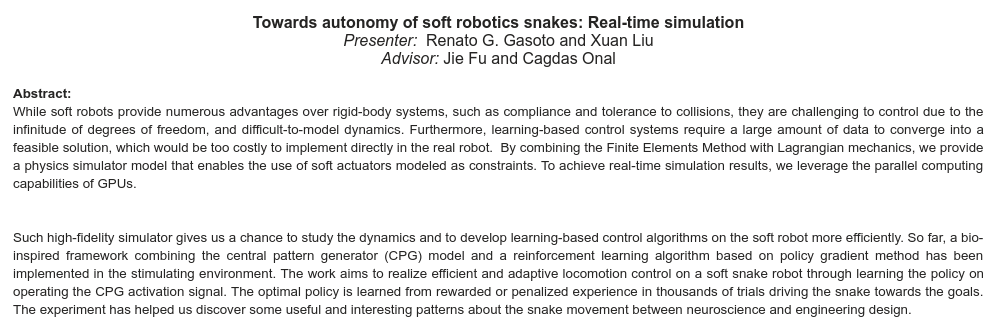 Towards autonomy of soft robotics snakes: Real-time simulation
Presenter:  Renato G. Gasoto and Xuan Liu
Advisor: Jie Fu and Cagdas Onal
Abstract:
While soft robots provide numerous advantages over rigid-body systems, such as compliance and tolerance to collisions, they are challenging to control due to the
infinitude of degrees of freedom, and difficult-to-model dynamics. Furthermore, learning-based control systems require a large amount of data to converge into a
feasible solution, which would be too costly to implement directly in the real robot.  By combining the Finite Elements Method with Lagrangian mechanics, we provide
a physics simulator model that enables the use of soft actuators modeled as constraints. To achieve real-time simulation results, we leverage the parallel computing
capabilities of GPUs.
Such high-fidelity simulator gives us a chance to study the dynamics and to develop learning-based control algorithms on the soft robot more efficiently. So far, a bio-
inspired framework combining the central pattern generator (CPG) model and a reinforcement learning algorithm based on policy gradient method has been
implemented in the stimulating environment. The work aims to realize efficient and adaptive locomotion control on a soft snake robot through learning the policy on
operating the CPG activation signal. The optimal policy is learned from rewarded or penalized experience in thousands of trials driving the snake towards the goals.
The experiment has helped us discover some useful and interesting patterns about the snake movement between neuroscience and engineering design.